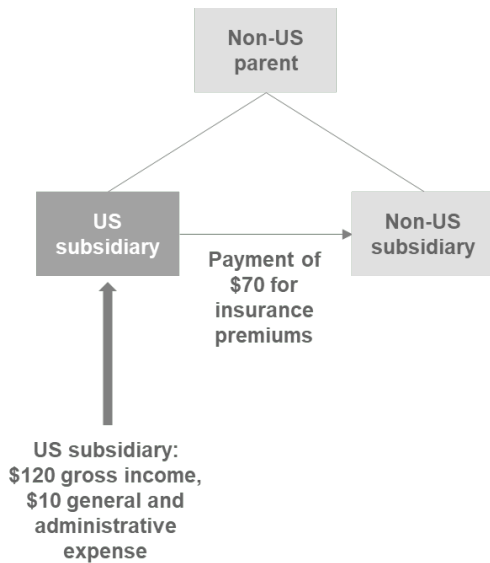 Non-US
parent
US
subsidiary
Non-US
subsidiary
Payment of
$70 for
insurance
premiums
US subsidiary:
$120 gross income,
$10 general and
administrative
expense